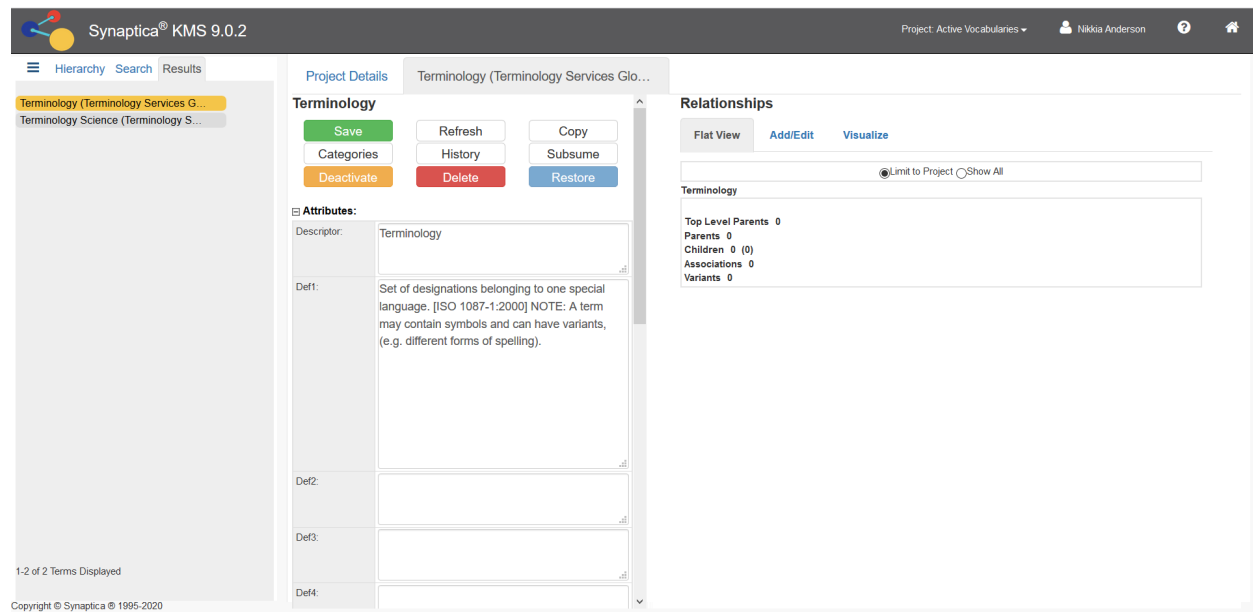 Synaptica® KMS 9.0.2
Project: Active Vocabularies
Nikkia Anderson
?
Hierarchy Search Results
Terminology (Terminology Services G...
Terminology Science (Terminology S...
1-2 of 2 Terms Displayed
Copyright © Synaptica ® 1995-2020
Project Details
Terminology (Terminology Services Glo...
Terminology
Save Refresh Copy
Categories History Subsume
Deactivate Delete Restore
Attributes:
Descriptor: Terminology
Def1: Set of designations belonging to one special
language. [ISO 1087-1:2000] NOTE: A term
may contain symbols and can have variants,
(e.g. different forms of spelling).
Def2:
Def3:
Def4:
Relationships
Flat View Add/Edit Visualize
Limit to Project Show All
Terminology
Top Level Parents 0
Parents 0
Children 0 (0)
Associations 0
Variants 0